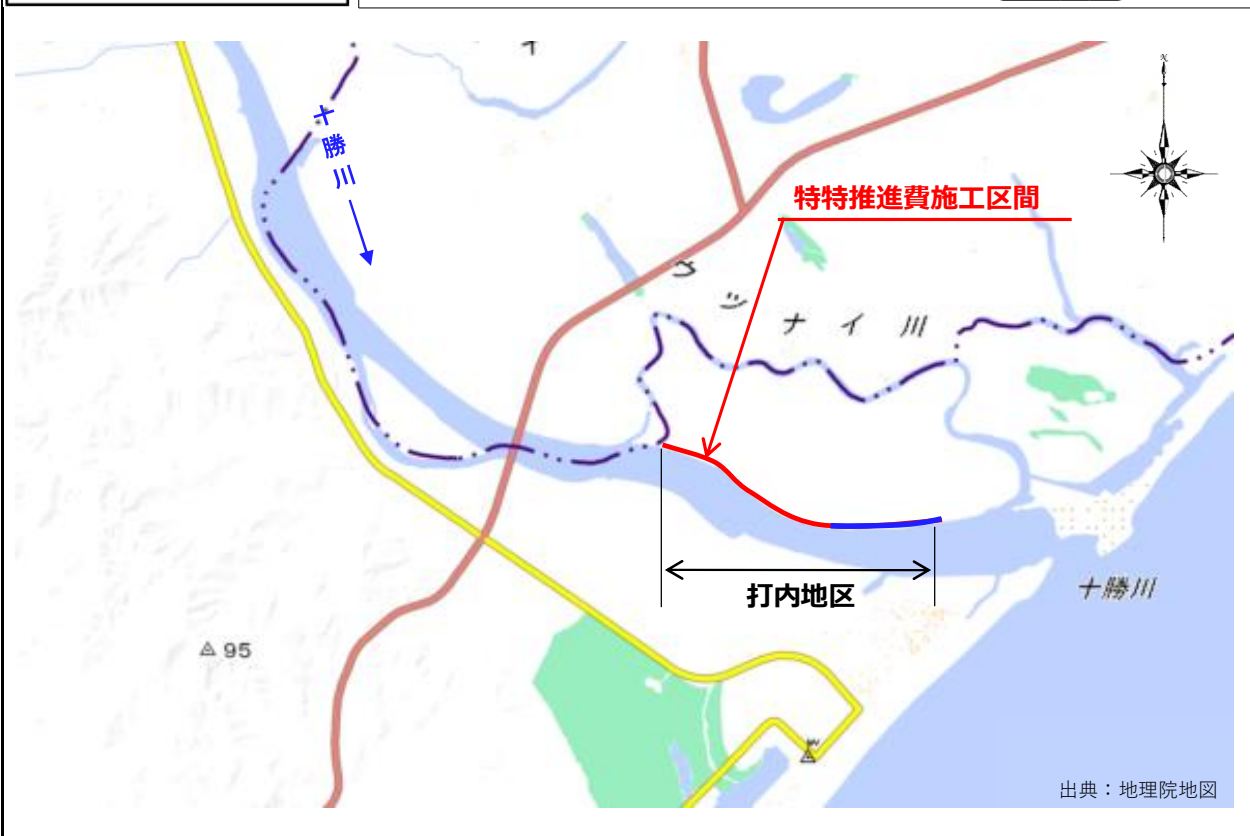 十勝川
特特推進費施工区間
ウツナイ川
打内地区
十勝川
95
出典：地理院地図